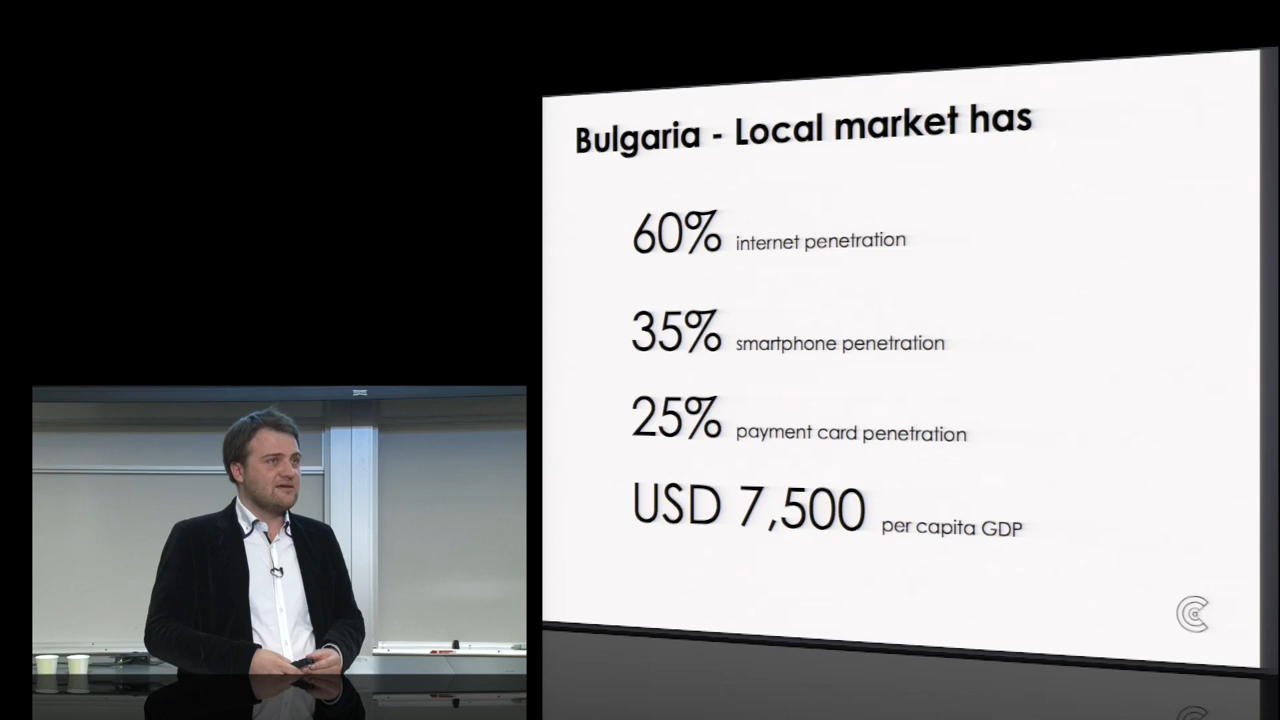 Bulgaria - Local market has
60% internet penetration
35% smartphone penetration
25% payment card penetration
USD 7,500 per capita GDP